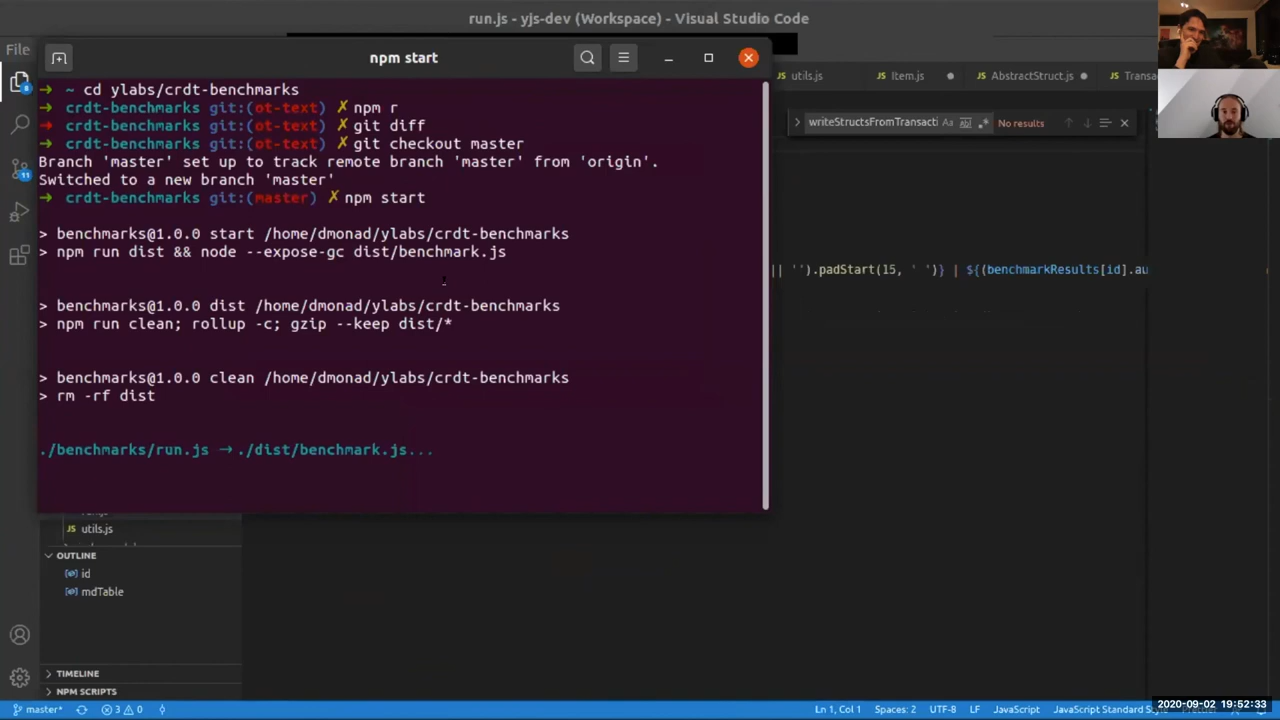 run.js - yjs-dev (Workspace) - Visual Studio Code
File
npm start
utils.js
Item.js
AbstractStruct.js
Transa
writeStructsFromTransacti
No results
➜ ~ cd ylabs/crdt-benchmarks
➜ crdt-benchmarks git:(ot-text) ✗ npm r
➜ crdt-benchmarks git:(ot-text) ✗ git diff
➜ crdt-benchmarks git:(ot-text) ✗ git checkout master
Branch 'master' set up to track remote branch 'master' from 'origin'.
Switched to a new branch 'master'
➜ crdt-benchmarks git:(master) ✗ npm start
> benchmarks@1.0.0 start /home/dmonad/ylabs/crdt-benchmarks
> npm run dist && node --expose-gc dist/benchmark.js
|| '').padStart(15, ' ')} | ${(benchmarkResults[id].au
> benchmarks@1.0.0 dist /home/dmonad/ylabs/crdt-benchmarks
> npm run clean; rollup -c; gzip --keep dist/*
> benchmarks@1.0.0 clean /home/dmonad/ylabs/crdt-benchmarks
> rm -rf dist
./benchmarks/run.js → ./dist/benchmark.js...
JS utils.js
OUTLINE
id
mdTable
TIMELINE
NPM SCRIPTS
master*
3
0
Ln 1, Col 1
Spaces: 2
UTF-8
LF
JavaScript
JavaScript Standard
2020-09-02 19:52:33